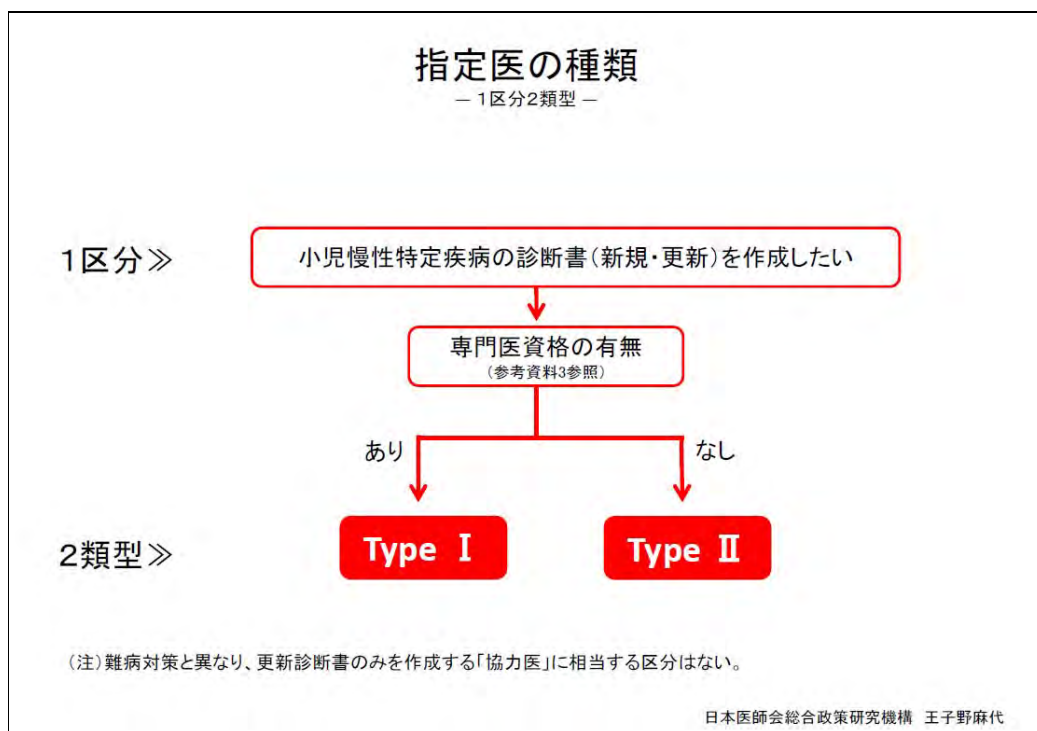 指定医の種類
― 1区分2類型 ―
1区分≫
小児慢性特定疾病の診断書(新規・更新)を作成したい
専門医資格の有無
(参考資料3参照)
あり
なし
2類型≫
Type Ⅰ
Type Ⅱ
(注)難病対策と異なり、更新診断書のみを作成する「協力医」に相当する区分はない。
日本医師会総合政策研究機構 王子野麻代